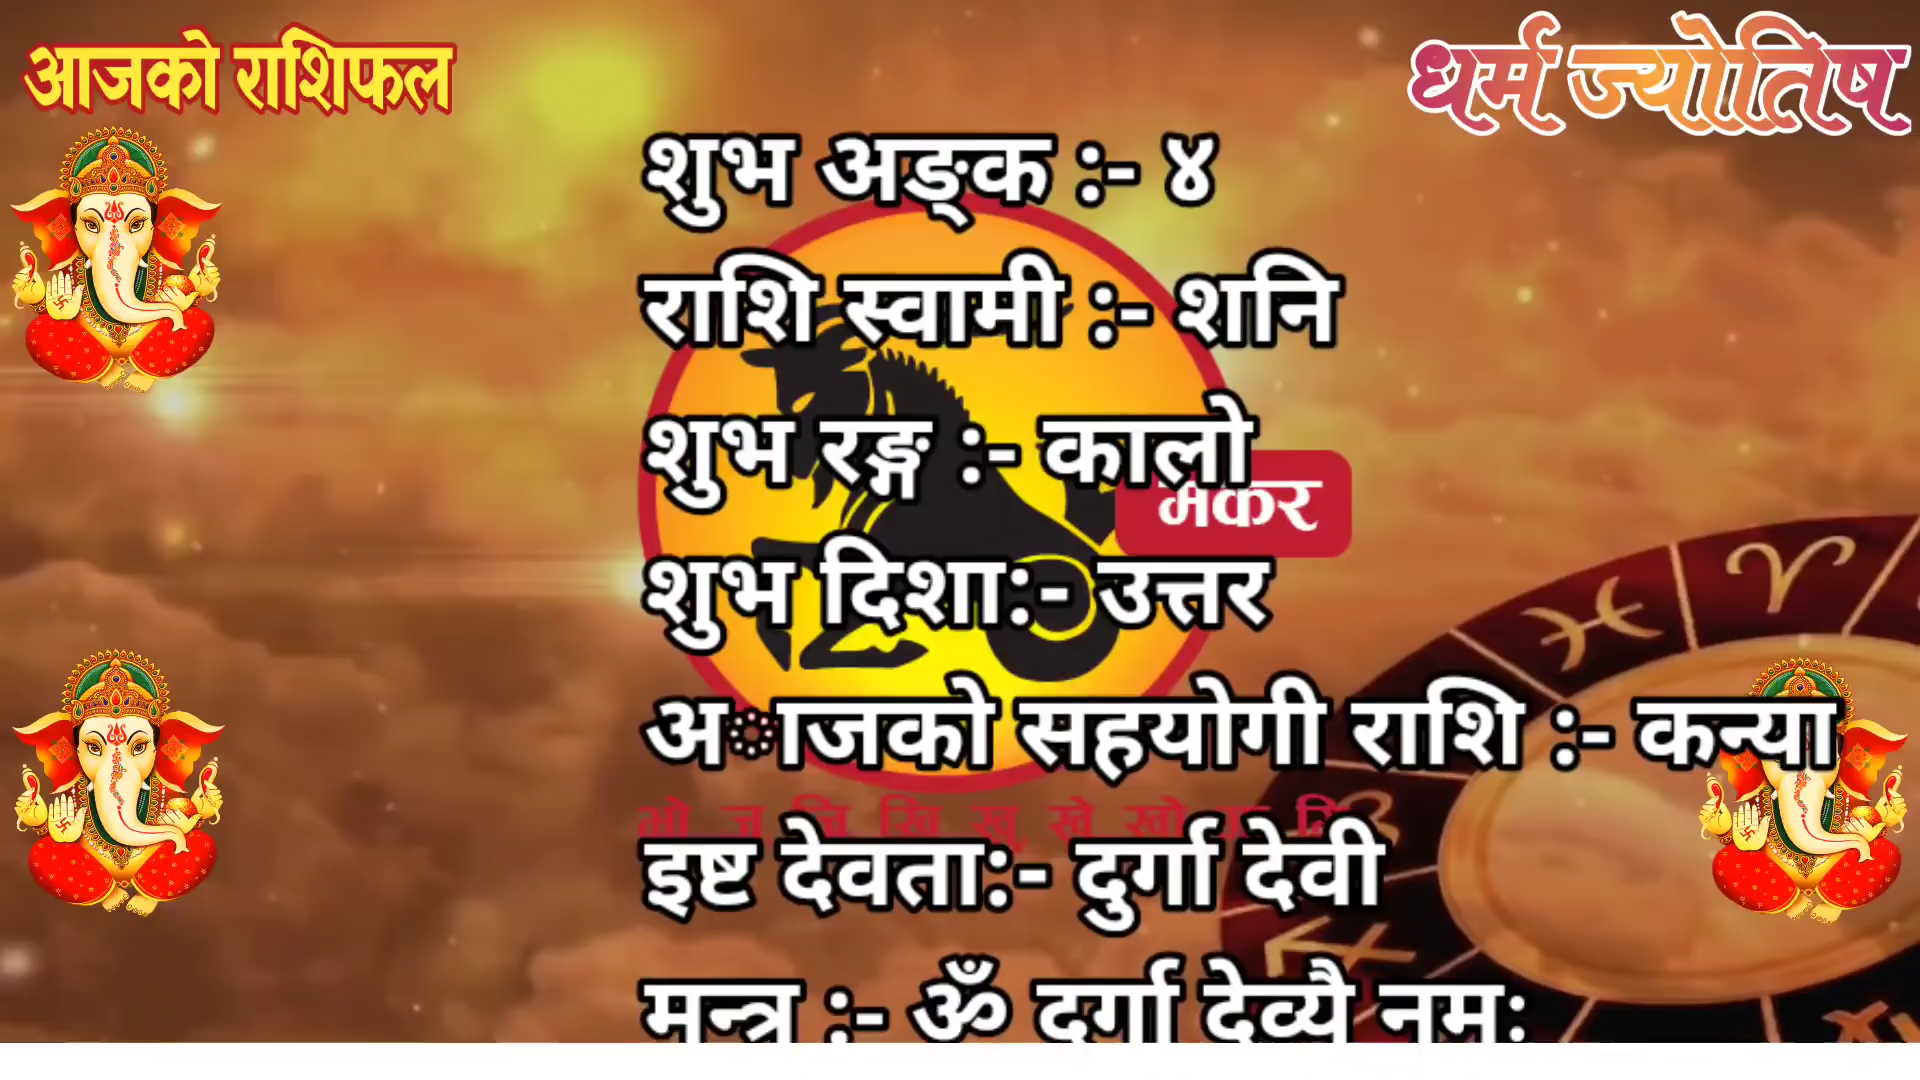 आजको राशिफल
धर्म ज्योतिष
शुभ अङ्क :- ४
राशि स्वामी :- शनि
शुभ रङ्ग :- कालो
मकर
शुभ दिशा:- उत्तर
अाजको सहयोगी राशि :- कन्या
इष्ट देवता:- दुर्गा देवी
मन्त्र :- ॐ दुर्गा देव्यै नमः